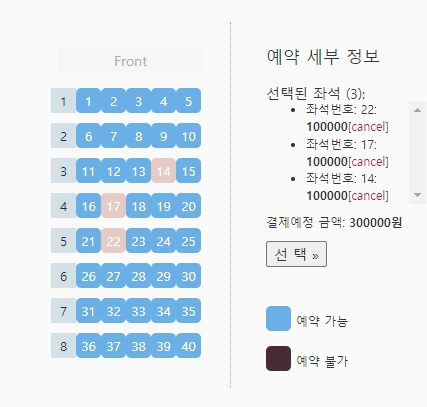 Front
1 1 2 3 4 5
2 6 7 8 9 10
3 11 12 13 14 15
4 16 17 18 19 20
5 21 22 23 24 25
6 26 27 28 29 30
7 31 32 33 34 35
8 36 37 38 39 40
예약 세부 정보
선택된 좌석 (3):
• 좌석번호: 22:
100000[cancel]
• 좌석번호: 17:
100000[cancel]
• 좌석번호: 14:
100000[cancel]
결제예정 금액: 300000원
선 택 »
예약 가능
예약 불가